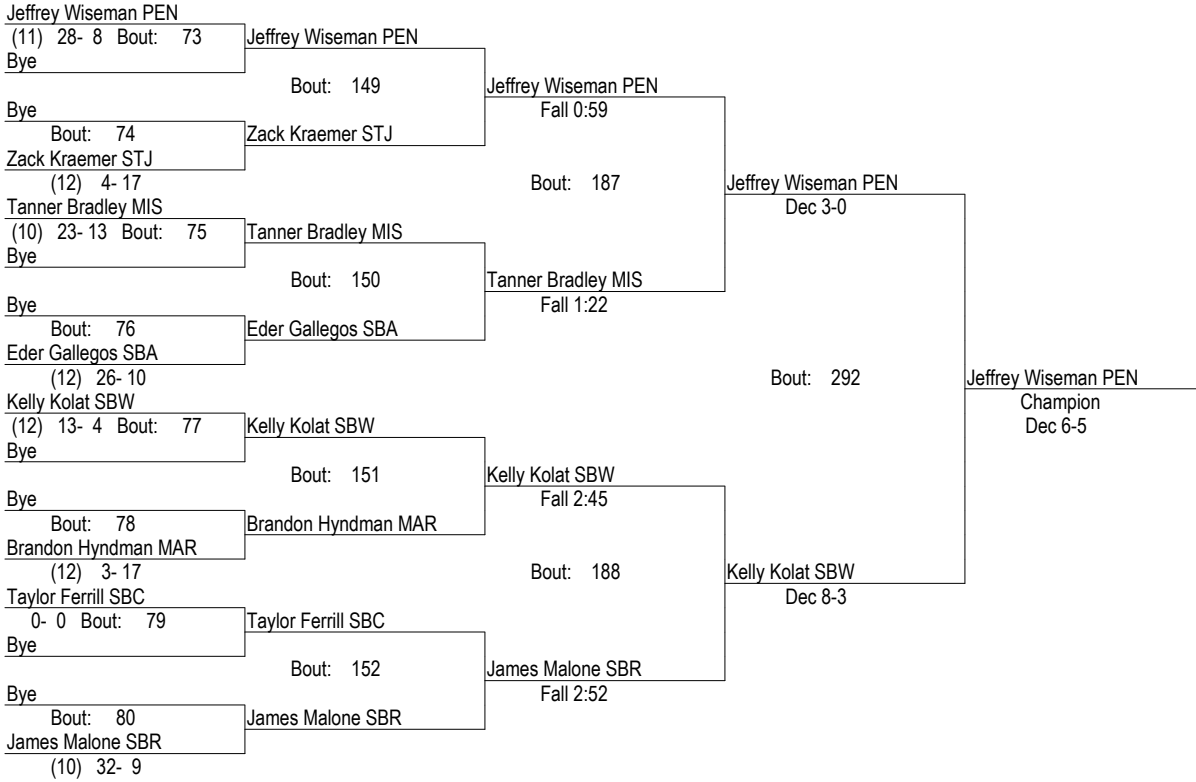 Jeffrey Wiseman PEN
(11) 28- 8 Bout: 73
Jeffrey Wiseman PEN
Bye
Bout: 149
Jeffrey Wiseman PEN
Fall 0:59
Bye
Bout: 74
Zack Kraemer STJ
Zack Kraemer STJ
(12) 4- 17
Bout: 187
Jeffrey Wiseman PEN
Dec 3-0
Tanner Bradley MIS
(10) 23- 13 Bout: 75
Tanner Bradley MIS
Bye
Bout: 150
Tanner Bradley MIS
Fall 1:22
Bye
Bout: 76
Eder Gallegos SBA
Eder Gallegos SBA
(12) 26- 10
Bout: 292
Jeffrey Wiseman PEN
Champion
Dec 6-5
Kelly Kolat SBW
(12) 13- 4 Bout: 77
Kelly Kolat SBW
Bye
Bout: 151
Kelly Kolat SBW
Fall 2:45
Bye
Bout: 78
Brandon Hyndman MAR
Brandon Hyndman MAR
(12) 3- 17
Bout: 188
Kelly Kolat SBW
Dec 8-3
Taylor Ferrill SBC
0- 0 Bout: 79
Taylor Ferrill SBC
Bye
Bout: 152
James Malone SBR
Fall 2:52
Bye
Bout: 80
James Malone SBR
James Malone SBR
(10) 32- 9